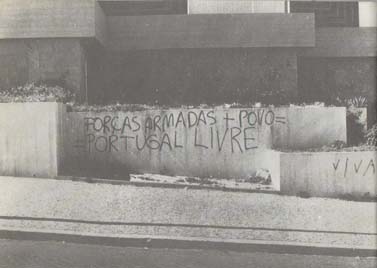 FORÇAS ARMADAS + POVO =
= PORTUGAL LIVRE
VIVA